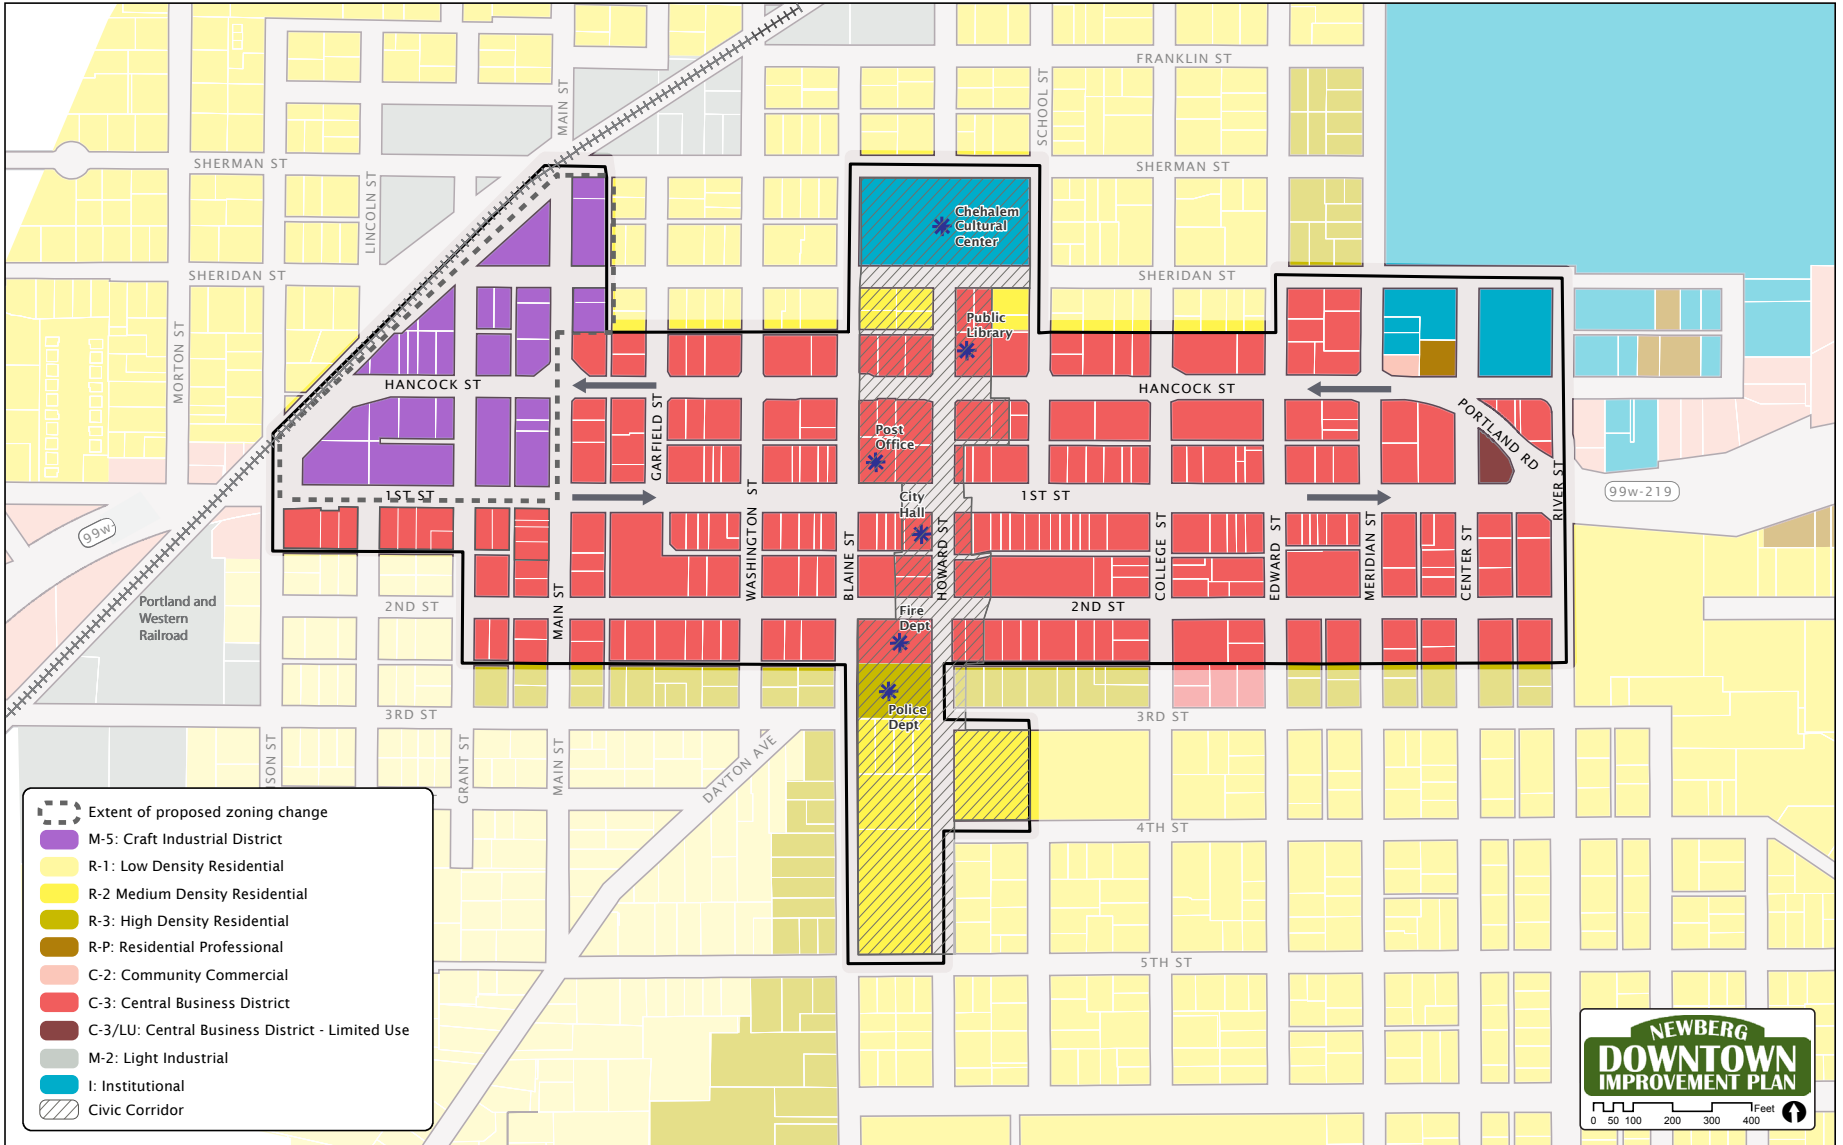 FRANKLIN ST
MAIN ST
SCHOOL ST
SHERMAN ST
SHERMAN ST
LINCOLN ST
Chehalem
Cultural
Center
SHERIDAN ST
SHERIDAN ST
MORTON ST
Public
Library
HANCOCK ST
HANCOCK ST
GARFIELD ST
PORTLAND RD
Post
Office
RIVER ST
99w-219
99w-
1ST ST
1ST ST
City
Hall
WASHINGTON ST
BLAINE ST
HOWARD ST
COLLEGE ST
EDWARD ST
MERIDIAN ST
CENTER ST
MAIN ST
Portland and
Western
Railroad
2ND ST
2ND ST
Fire
Dept
Police
Dept
3RD ST
3RD ST
SON ST
GRANT ST
MAIN ST
DAYTON AVE
4TH ST
5TH ST
Extent of proposed zoning change
M-5: Craft Industrial District
R-1: Low Density Residential
R-2 Medium Density Residential
R-3: High Density Residential
R-P: Residential Professional
C-2: Community Commercial
C-3: Central Business District
C-3/LU: Central Business District - Limited Use
M-2: Light Industrial
I: Institutional
Civic Corridor
NEWBERG
DOWNTOWN
IMPROVEMENT PLAN
Feet
0 50 100 200 300 400